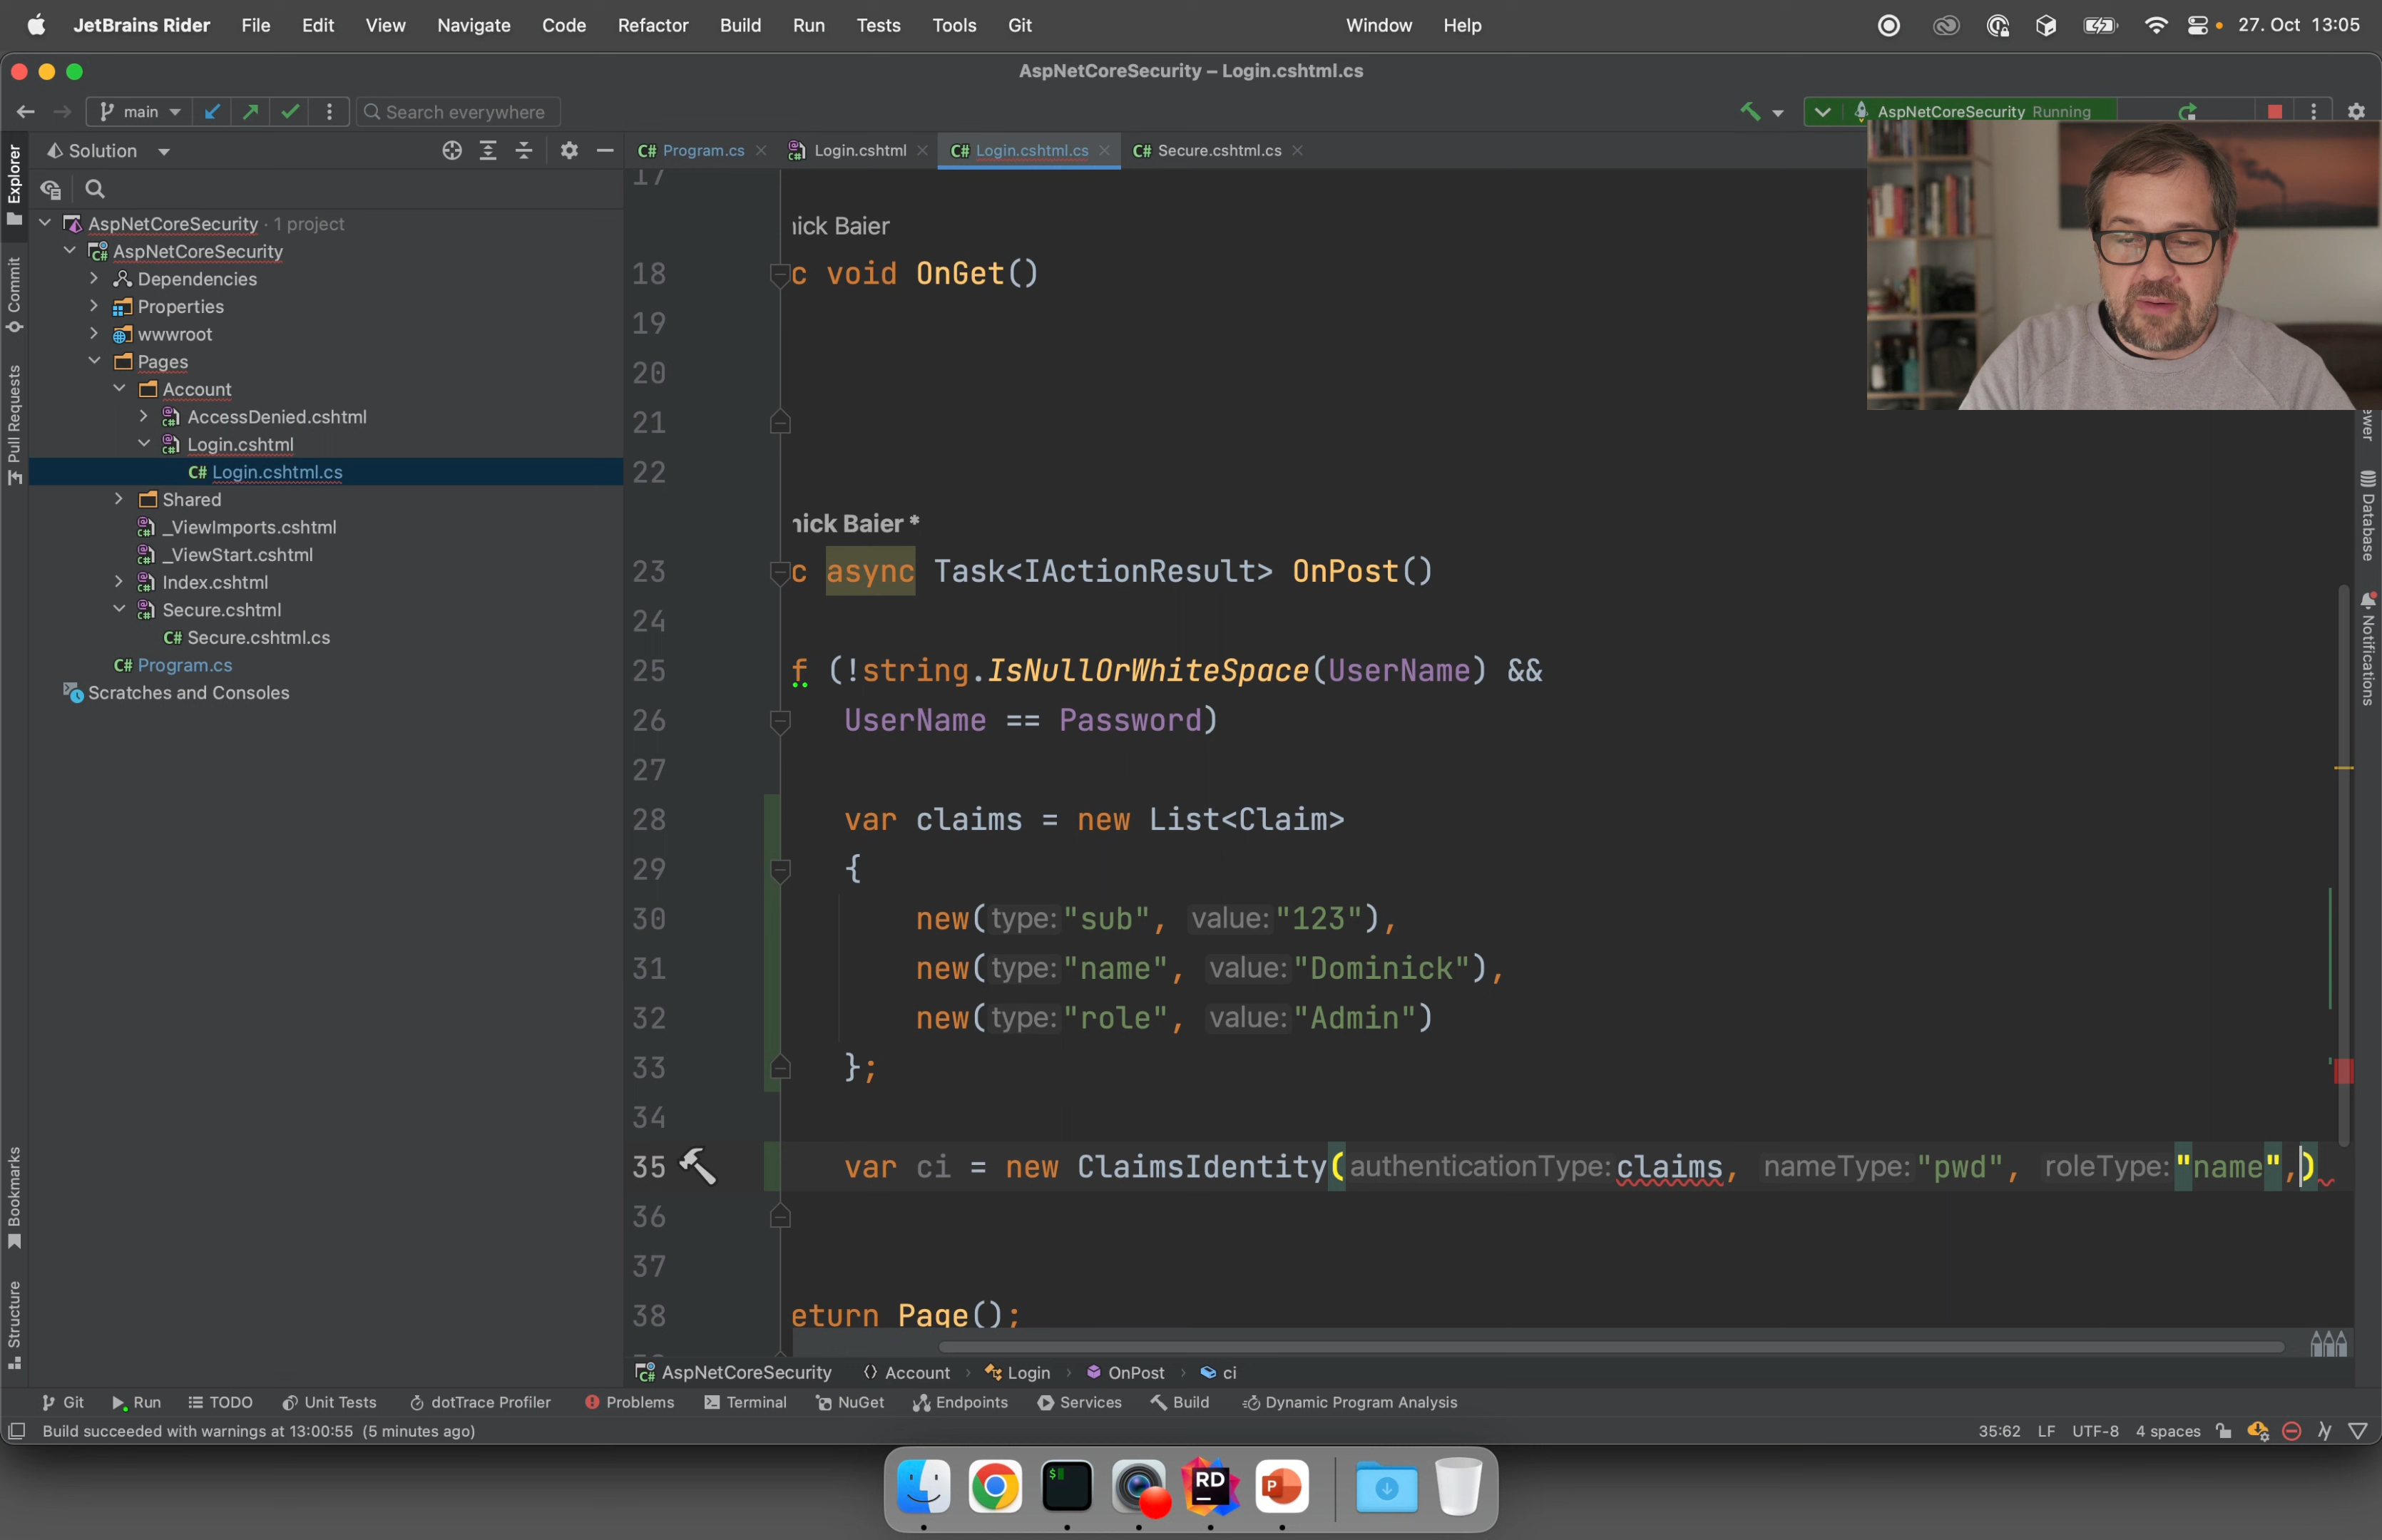 JetBrains Rider File Edit View Navigate Code Refactor Build Run Tests Tools Git Window Help 27. Oct 13:05
AspNetCoreSecurity – Login.cshtml.cs
main Search everywhere AspNetCoreSecurity Running
Solution
C# Program.cs Login.cshtml C# Login.cshtml.cs C# Secure.cshtml.cs
Explorer
Commit
Pull Requests
Bookmarks
Structure
AspNetCoreSecurity · 1 project
AspNetCoreSecurity
Dependencies
Properties
wwwroot
Pages
Account
AccessDenied.cshtml
Login.cshtml
C# Login.cshtml.cs
Shared
_ViewImports.cshtml
_ViewStart.cshtml
Index.cshtml
Secure.cshtml
C# Secure.cshtml.cs
C# Program.cs
Scratches and Consoles
17
ick Baier
18 c void OnGet()
19
20
21
22
nick Baier *
23 c async Task<IActionResult> OnPost()
24
25 f (!string.IsNullOrWhiteSpace(UserName) &&
26 UserName == Password)
27
28 var claims = new List<Claim>
29 {
30 new( type: "sub", value: "123"),
31 new( type: "name", value: "Dominick"),
32 new( type: "role", value: "Admin")
33 };
34
35 var ci = new ClaimsIdentity( authenticationType: claims, nameType: "pwd", roleType: "name",)
36
37
38 eturn Page();
ewer
Database
Notifications
AspNetCoreSecurity Account Login OnPost ci
Git Run TODO Unit Tests dotTrace Profiler Problems Terminal NuGet Endpoints Services Build Dynamic Program Analysis
Build succeeded with warnings at 13:00:55 (5 minutes ago) 35:62 LF UTF-8 4 spaces
RD
P